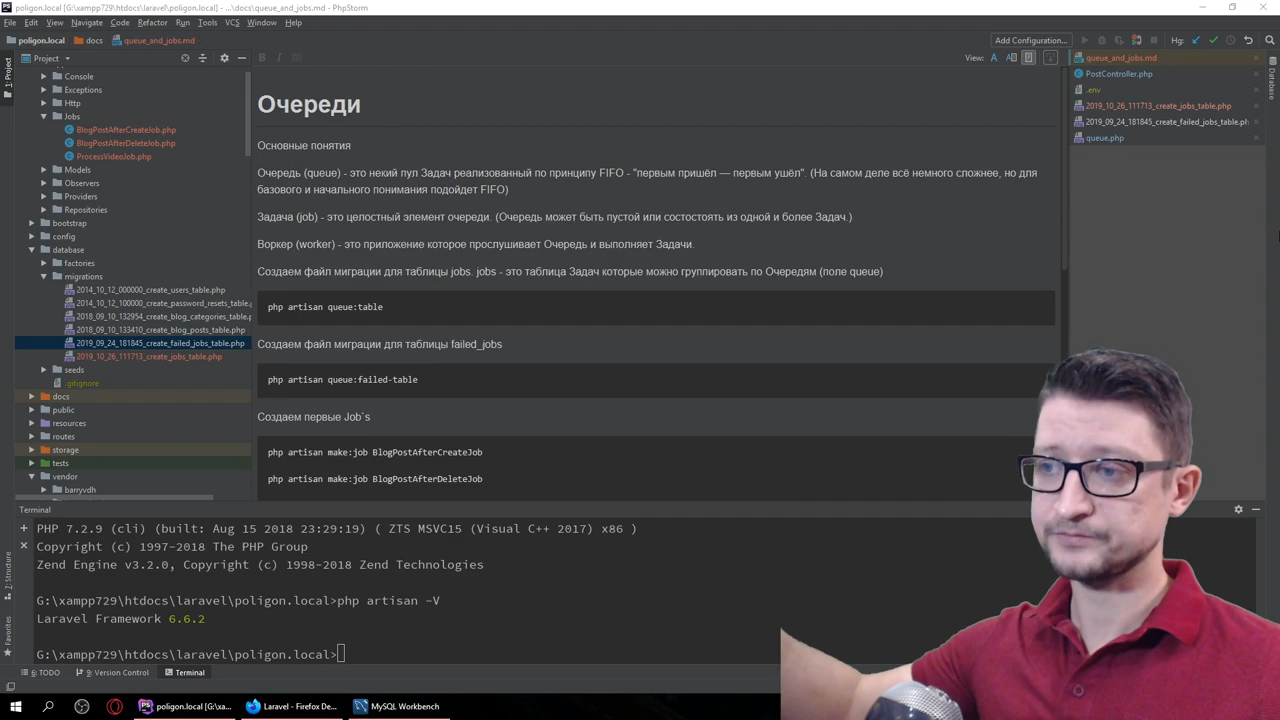 poligon.local [G:\xampp729\htdocs\laravel\poligon.local] - ...\docs\queue_and_jobs.md - PhpStorm
File Edit View Navigate Code Refactor Run Tools VCS Window Help
poligon.local docs queue_and_jobs.md
Add Configuration...
Hg:
1: Project
Project
View:
Database
Console
Exceptions
Http
Jobs
BlogPostAfterCreateJob.php
BlogPostAfterDeleteJob.php
ProcessVideoJob.php
Models
Observers
Providers
Repositories
bootstrap
config
database
factories
migrations
2014_10_12_000000_create_users_table.php
2014_10_12_100000_create_password_resets_table.
2018_09_10_132954_create_blog_categories_table.p
2018_09_10_133410_create_blog_posts_table.php
2019_09_24_181845_create_failed_jobs_table.php
2019_10_26_111713_create_jobs_table.php
seeds
.gitignore
docs
public
resources
routes
storage
tests
vendor
barryvdh
Очереди
Основные понятия
Очередь (queue) - это некий пул Задач реализованный по принципу FIFO - "первым пришёл — первым ушёл". (На самом деле всё немного сложнее, но для
базового и начального понимания подойдет FIFO)
Задача (job) - это целостный элемент очереди. (Очередь может быть пустой или состостоять из одной и более Задач.)
Воркер (worker) - это приложение которое прослушивает Очередь и выполняет Задачи.
Создаем файл миграции для таблицы jobs. jobs - это таблица Задач которые можно группировать по Очередям (поле queue)
php artisan queue:table
Создаем файл миграции для таблицы failed_jobs
php artisan queue:failed-table
Создаем первые Job`s
php artisan make:job BlogPostAfterCreateJob
php artisan make:job BlogPostAfterDeleteJob
queue_and_jobs.md
PostController.php
.env
2019_10_26_111713_create_jobs_table.php
2019_09_24_181845_create_failed_jobs_table.ph
queue.php
Terminal
PHP 7.2.9 (cli) (built: Aug 15 2018 23:29:19) ( ZTS MSVC15 (Visual C++ 2017) x86 )
Copyright (c) 1997-2018 The PHP Group
Zend Engine v3.2.0, Copyright (c) 1998-2018 Zend Technologies
G:\xampp729\htdocs\laravel\poligon.local>php artisan -V
Laravel Framework 6.6.2
G:\xampp729\htdocs\laravel\poligon.local>
7: Structure
Favorites
6: TODO 9: Version Control Terminal
poligon.local [G:\xa... Laravel - Firefox De... MySQL Workbench